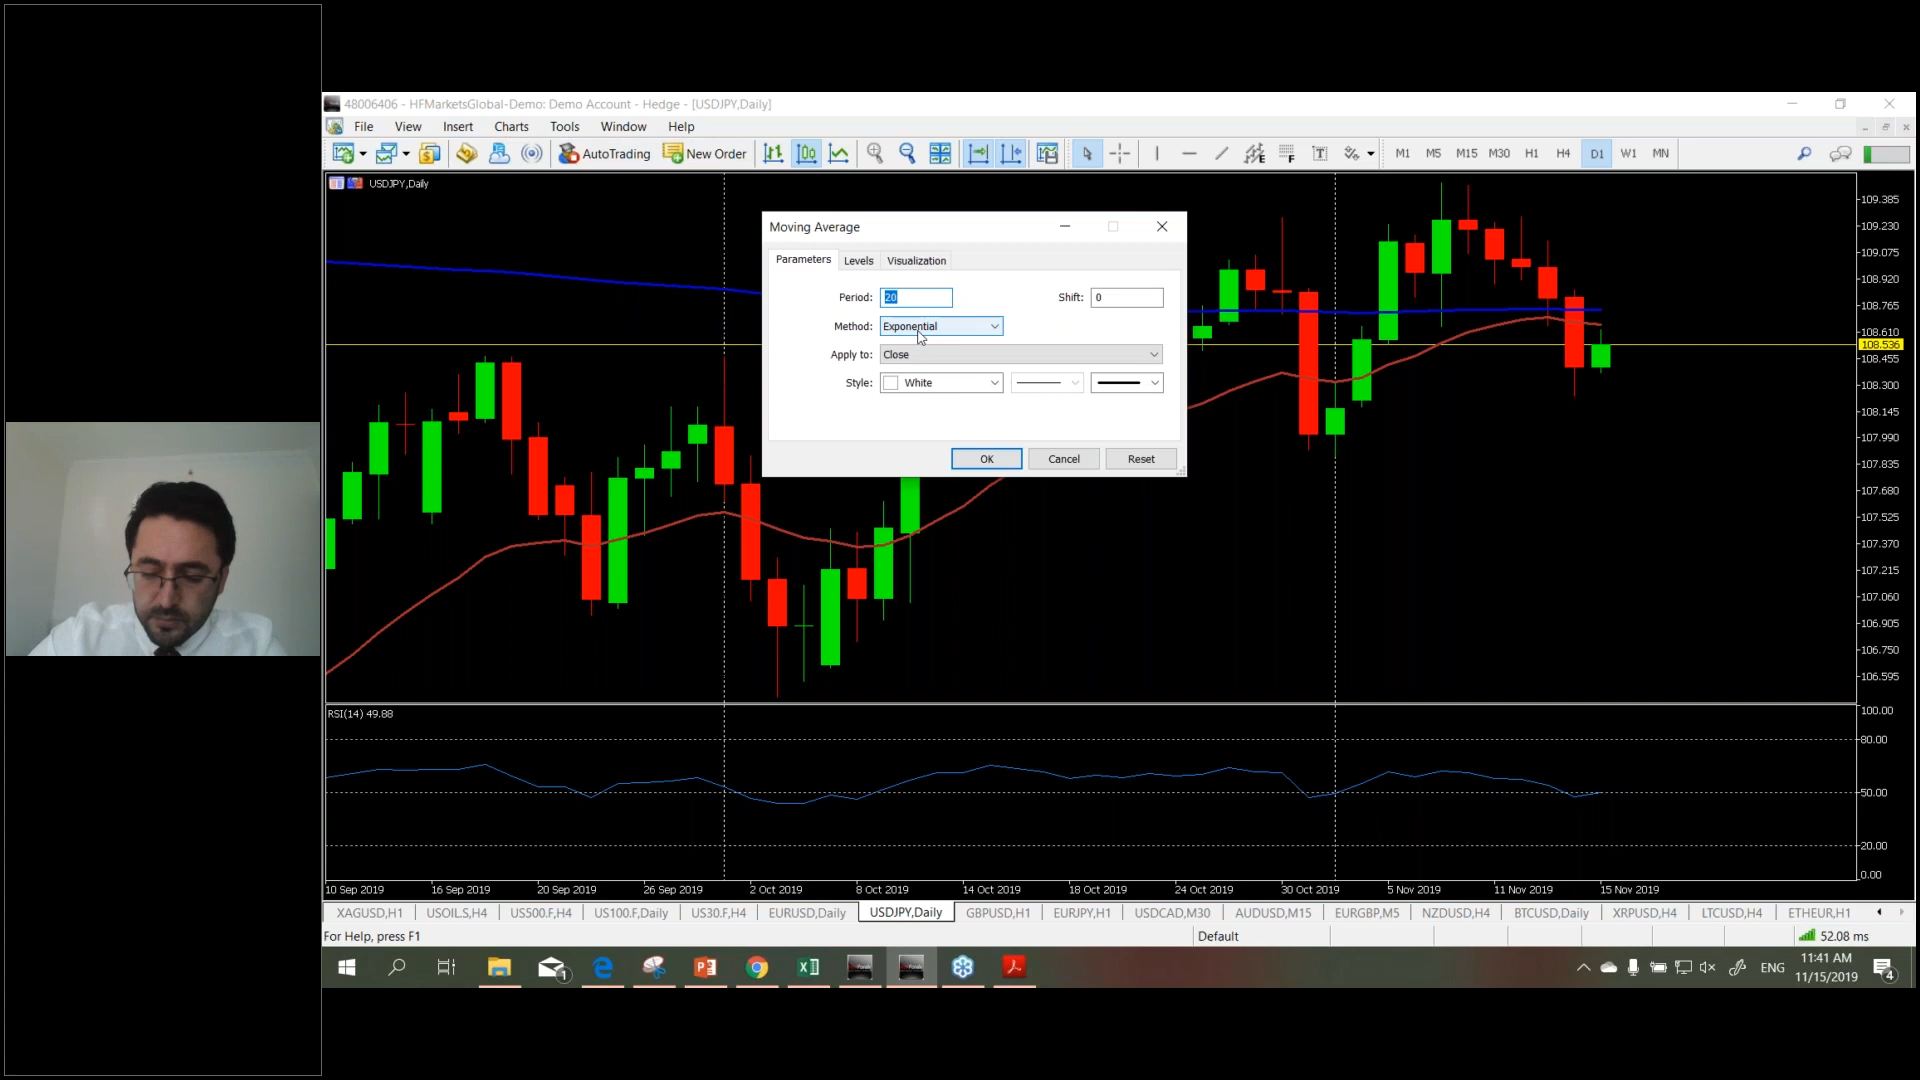 48006406 - HFMarketsGlobal-Demo: Demo Account - Hedge - [USDJPY,Daily]
File View Insert Charts Tools Window Help
AutoTrading New Order M1 M5 M15 M30 H1 H4 D1 W1 MN
USDJPY,Daily
109.385
109.230
109.075
108.920
108.765
108.610
108.536
108.455
108.300
108.145
107.990
107.835
107.680
107.525
107.370
107.215
107.060
106.905
106.750
106.595
Moving Average
Parameters Levels Visualization
Period: 20 Shift: 0
Method: Exponential
Apply to: Close
Style: White
OK Cancel Reset
RSI(14) 49.88
100.00
80.00
50.00
20.00
0.00
10 Sep 2019 16 Sep 2019 20 Sep 2019 26 Sep 2019 2 Oct 2019 8 Oct 2019 14 Oct 2019 18 Oct 2019 24 Oct 2019 30 Oct 2019 5 Nov 2019 11 Nov 2019 15 Nov 2019
XAGUSD,H1 USOIL.S,H4 US500.F,H4 US100.F,Daily US30.F,H4 EURUSD,Daily USDJPY,Daily GBPUSD,H1 EURJPY,H1 USDCAD,M30 AUDUSD,M15 EURGBP,M5 NZDUSD,H4 BTCUSD,Daily XRPUSD,H4 LTCUSD,H4 ETHEUR,H1
For Help, press F1 Default 52.08 ms
1 ENG 11:41 AM
11/15/2019 4